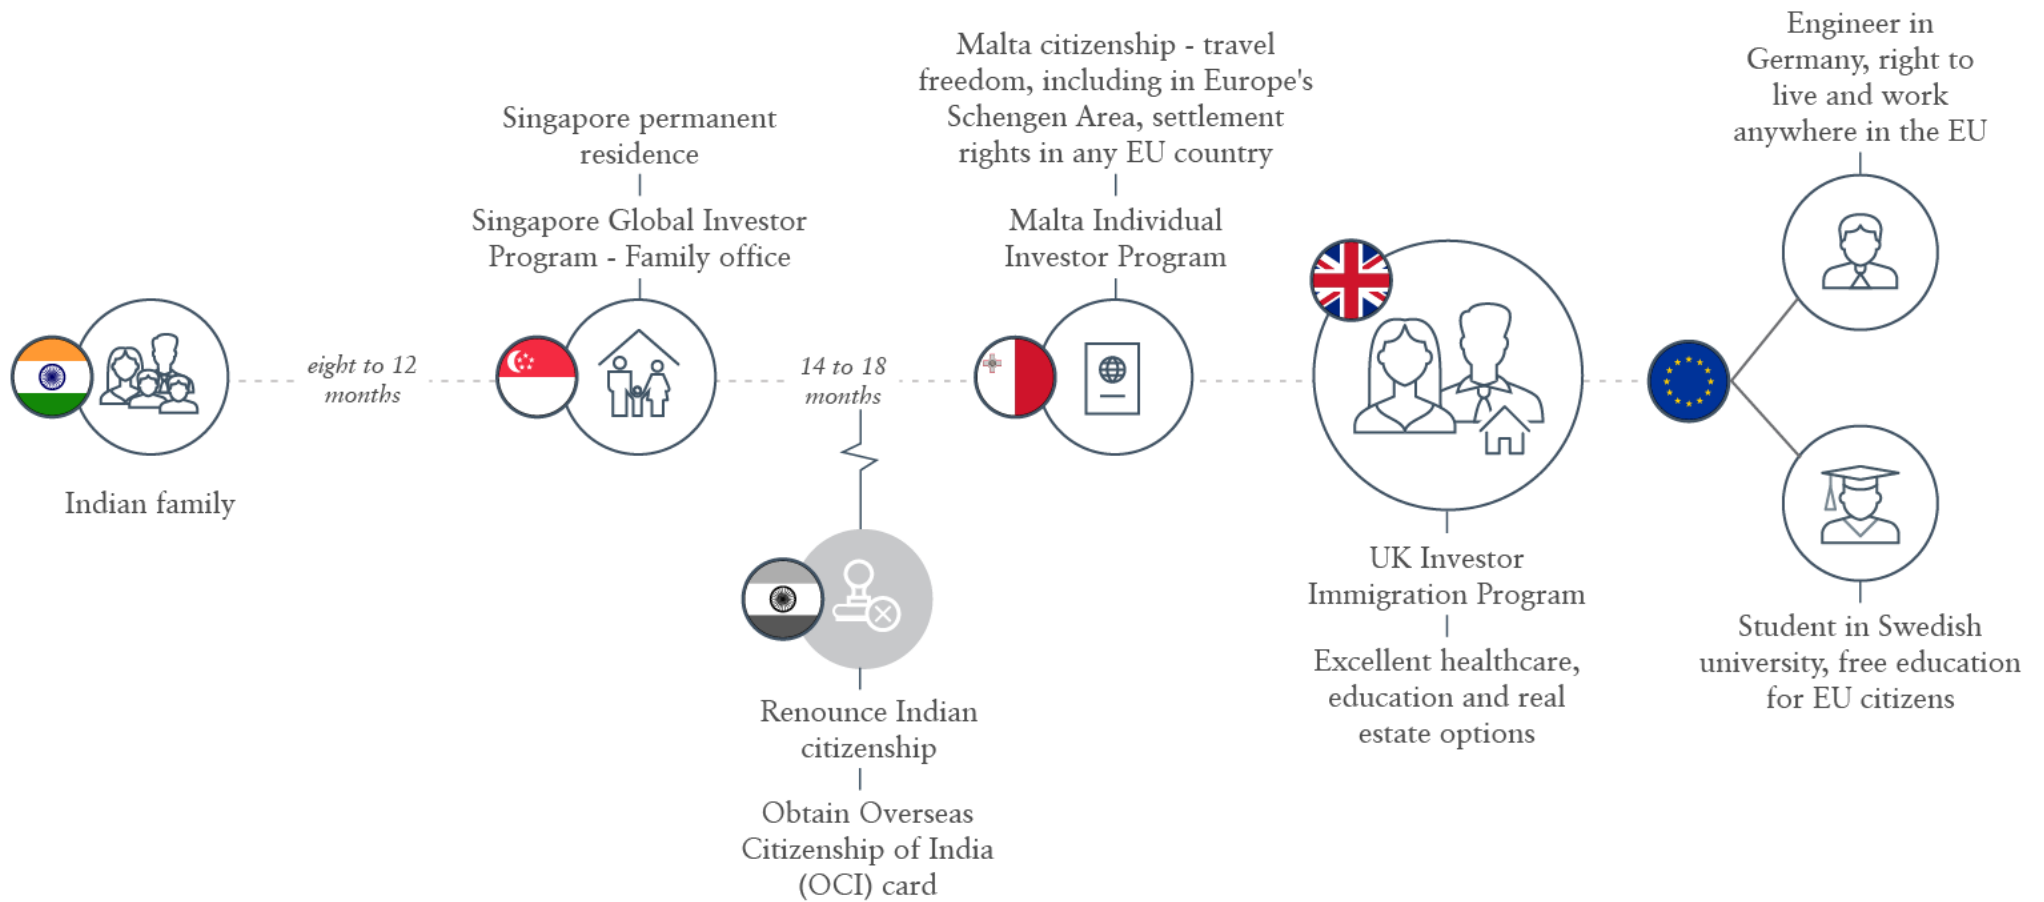 Indian family
eight to 12
months
Singapore permanent
residence
Singapore Global Investor
Program - Family office
14 to 18
months
Renounce Indian
citizenship
Obtain Overseas
Citizenship of India
(OCI) card
Malta citizenship - travel
freedom, including in Europe's
Schengen Area, settlement
rights in any EU country
Malta Individual
Investor Program
UK Investor
Immigration Program
Excellent healthcare,
education and real
estate options
Engineer in
Germany, right to
live and work
anywhere in the EU
Student in Swedish
university, free education
for EU citizens